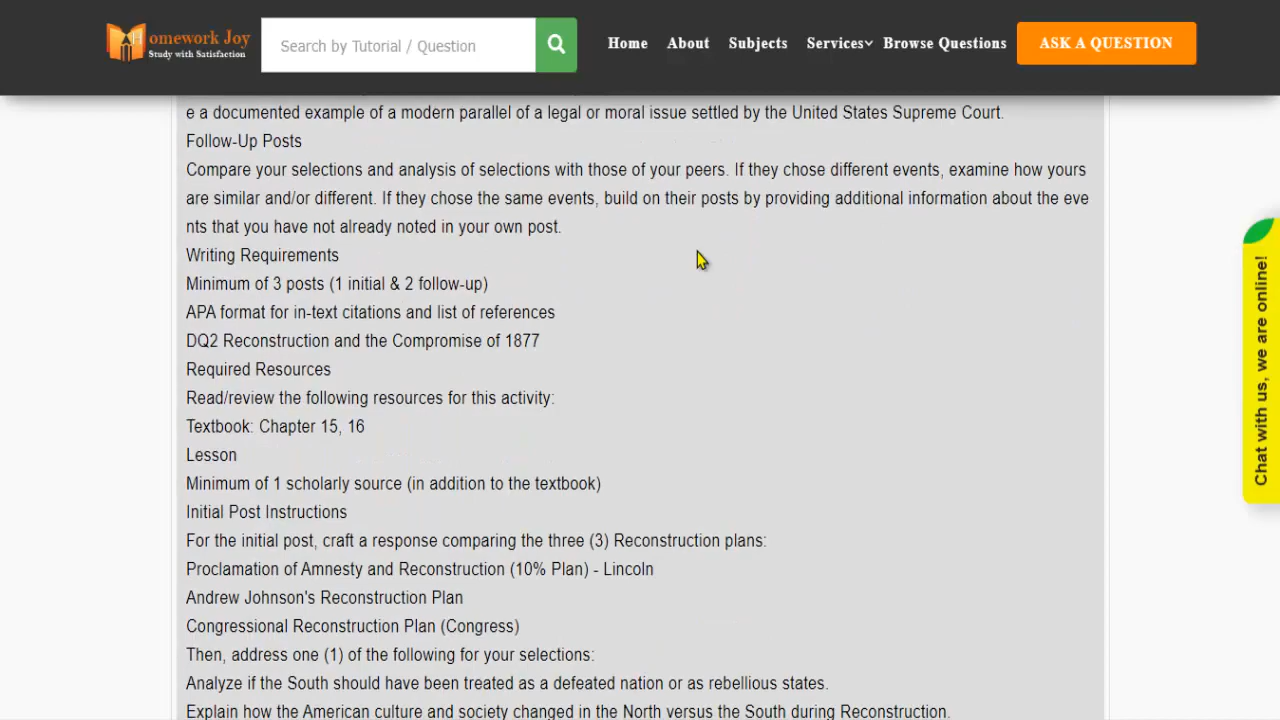 omework Joy
Study with Satisfaction
Search by Tutorial / Question
Home About Subjects Services Browse Questions
ASK A QUESTION
e a documented example of a modern parallel of a legal or moral issue settled by the United States Supreme Court.
Follow-Up Posts
Compare your selections and analysis of selections with those of your peers. If they chose different events, examine how yours
are similar and/or different. If they chose the same events, build on their posts by providing additional information about the eve
nts that you have not already noted in your own post.
Writing Requirements
Minimum of 3 posts (1 initial & 2 follow-up)
APA format for in-text citations and list of references
DQ2 Reconstruction and the Compromise of 1877
Required Resources
Read/review the following resources for this activity:
Textbook: Chapter 15, 16
Lesson
Minimum of 1 scholarly source (in addition to the textbook)
Initial Post Instructions
For the initial post, craft a response comparing the three (3) Reconstruction plans:
Proclamation of Amnesty and Reconstruction (10% Plan) - Lincoln
Andrew Johnson's Reconstruction Plan
Congressional Reconstruction Plan (Congress)
Then, address one (1) of the following for your selections:
Analyze if the South should have been treated as a defeated nation or as rebellious states.
Explain how the American culture and society changed in the North versus the South during Reconstruction.
Chat with us, we are online!